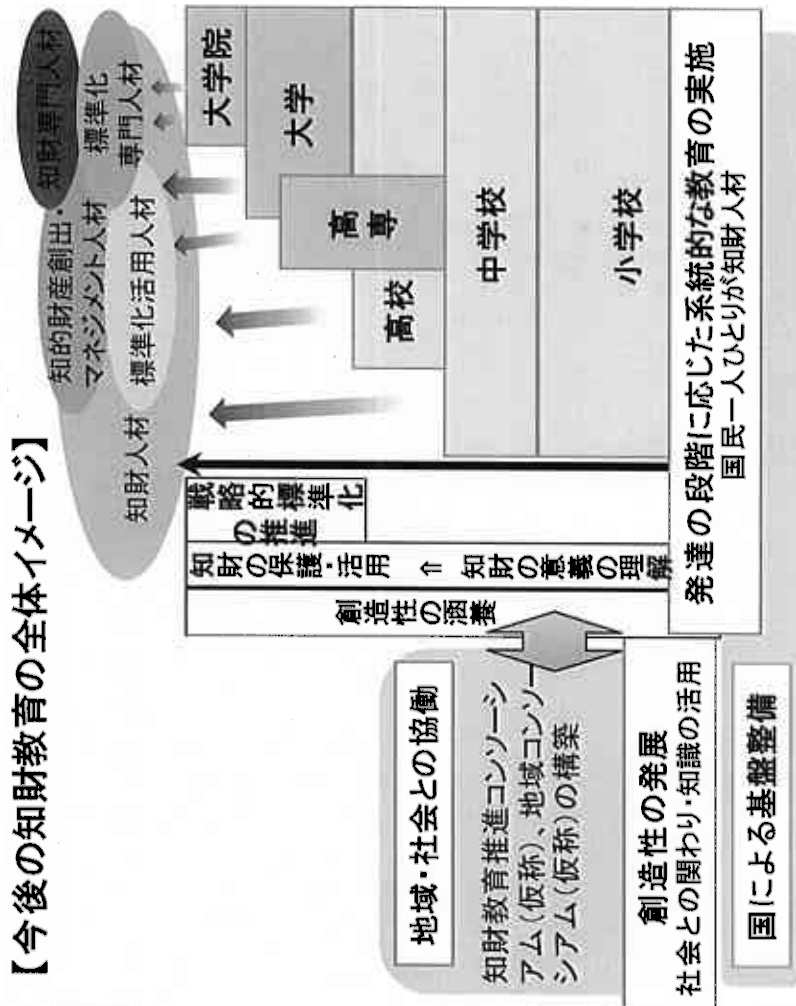 【今後の知財教育の全体イメージ】
知財専門人材
知的財産創出・
マネジメント人材
標準化
専門人材
標準化活用人材
知財人材
大学院
大学
高専
高校
中学校
小学校
戦略的標準化
の推進
知財の保護・活用 ⇑ 知財の意義の理解
創造性の涵養
発達の段階に応じた系統的な教育の実施
国民一人ひとりが知財人材
地域・社会との協働
知財教育推進コンソーシ
アム(仮称)、地域コンソー
シアム(仮称)の構築
創造性の発展
社会との関わり・知識の活用
国による基盤整備